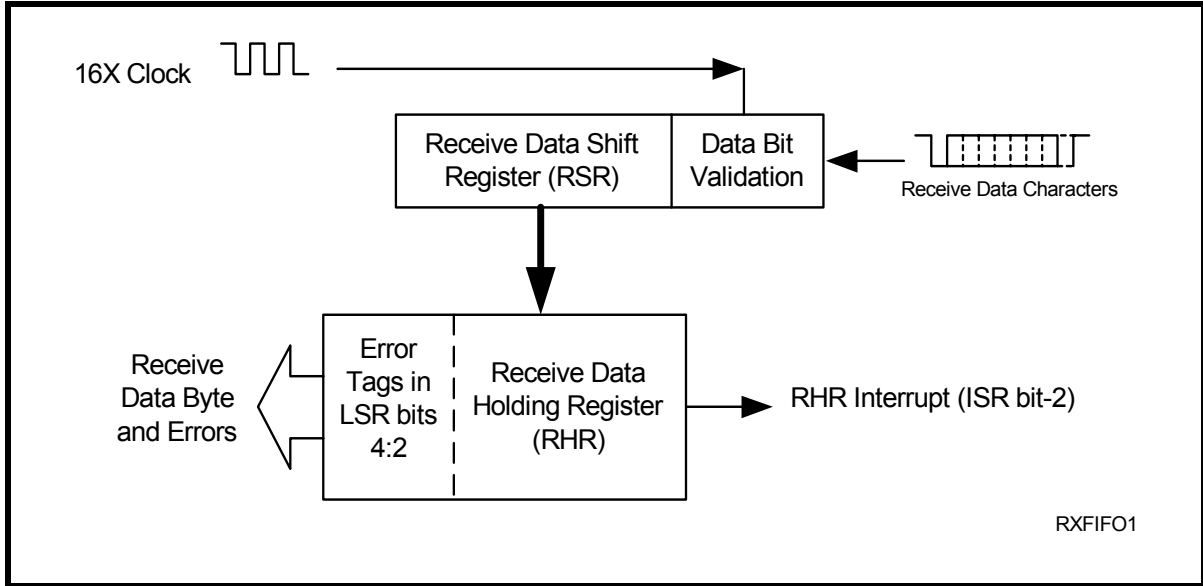 16X Clock
Receive Data Shift
Register (RSR)
Data Bit
Validation
Receive Data Characters
Receive
Data Byte
and Errors
Error
Tags in
LSR bits
4:2
Receive Data
Holding Register
(RHR)
RHR Interrupt (ISR bit-2)
RXFIFO1